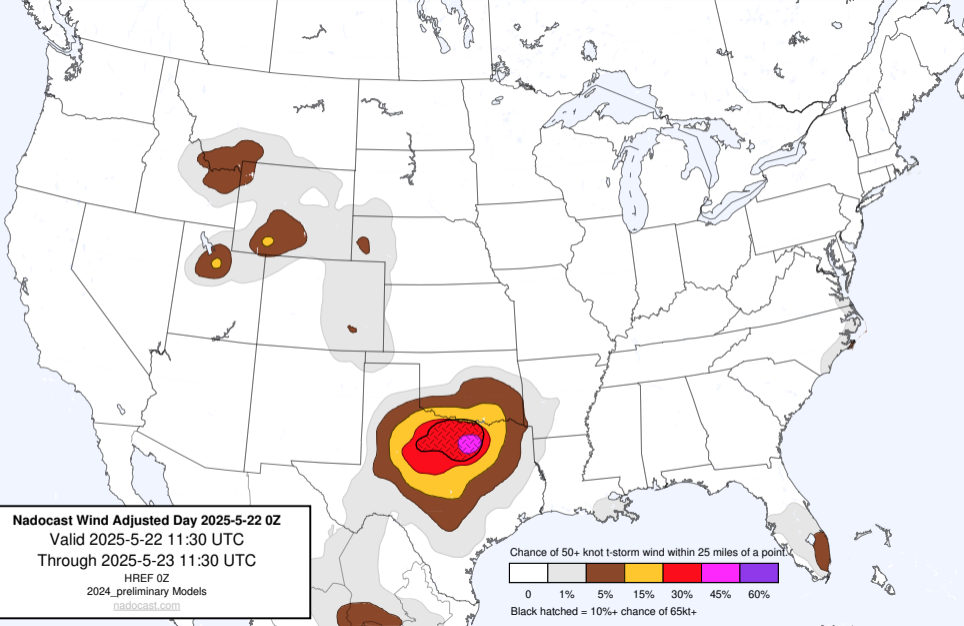 Nadocast Wind Adjusted Day 2025-5-22 0Z
Valid 2025-5-22 11:30 UTC
Through 2025-5-23 11:30 UTC
HREF 0Z
2024_preliminary Models
nadocast.com
Chance of 50+ knot t-storm wind within 25 miles of a point.
0 1% 5% 15% 30% 45% 60%
Black hatched = 10%+ chance of 65kt+